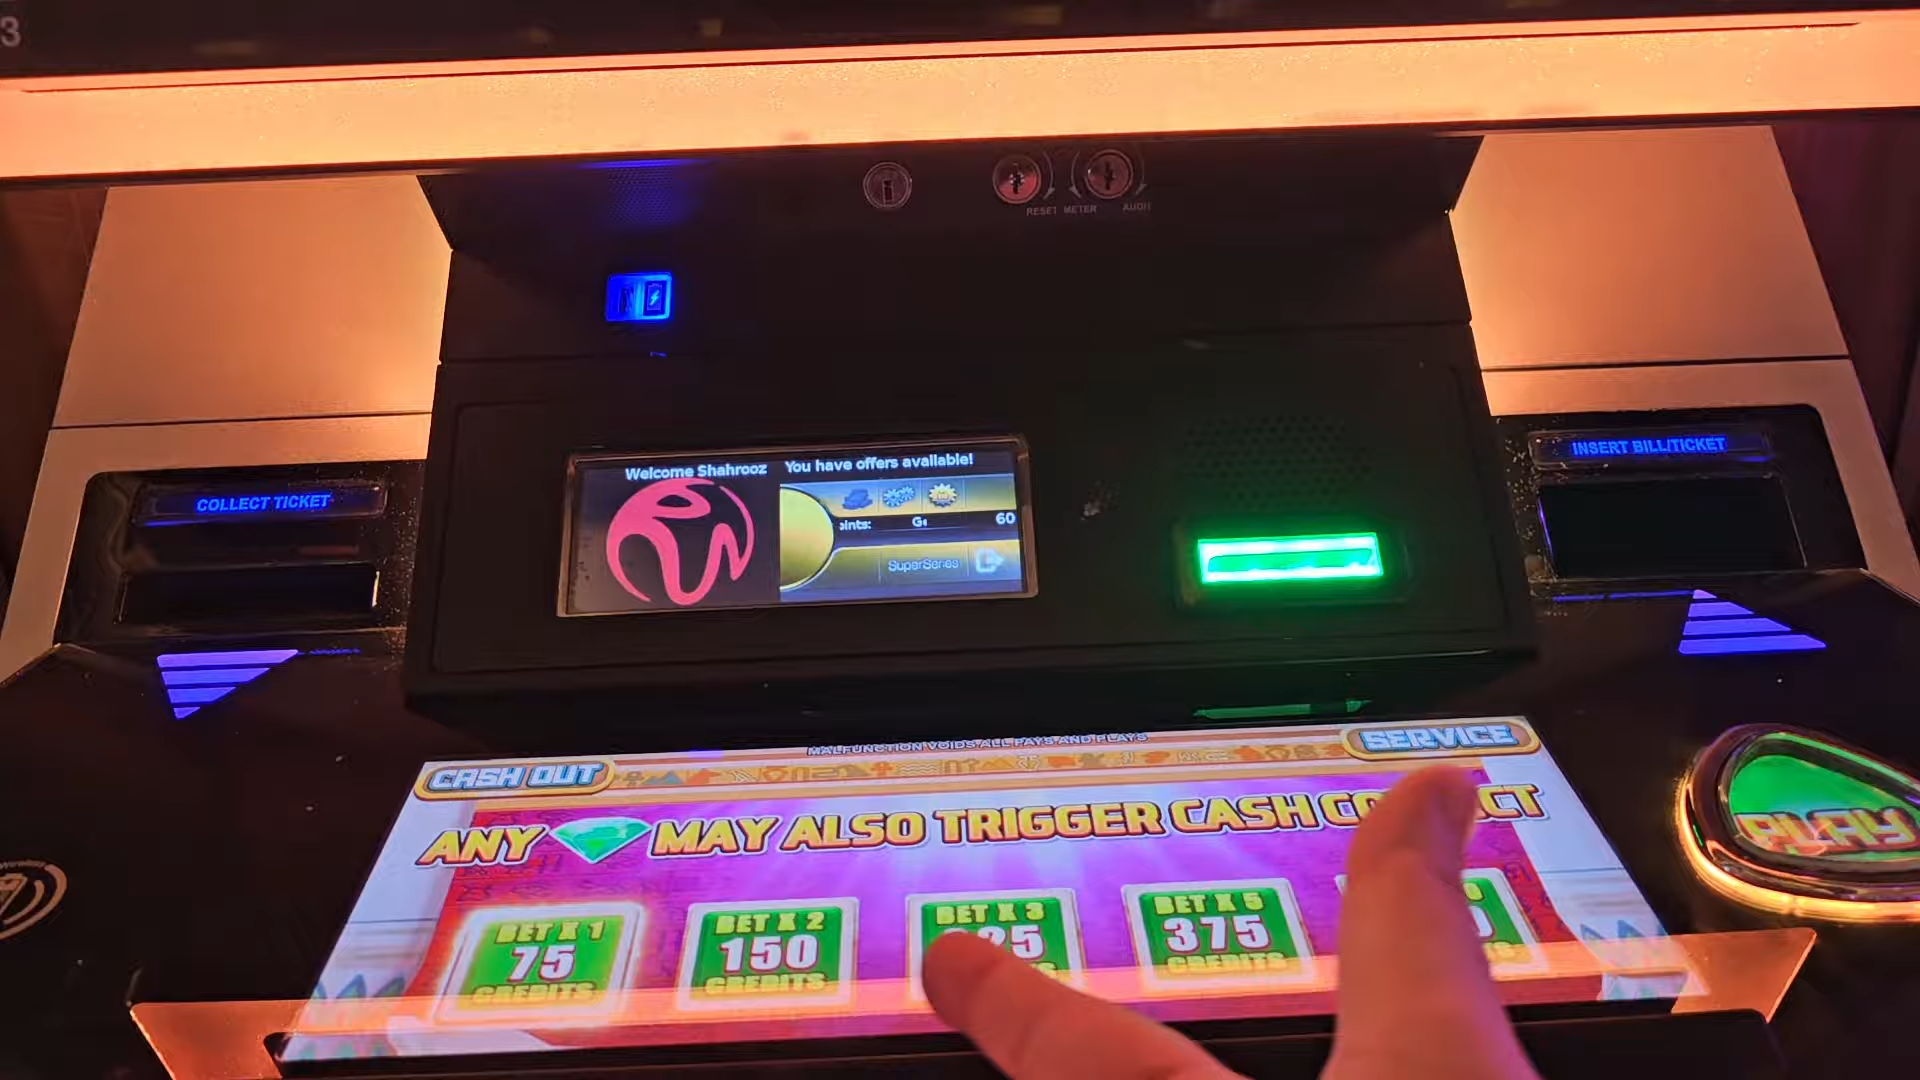 3
RESET METER AUDIT
Welcome Shahrooz You have offers available!
oints: 60
SuperSeries
COLLECT TICKET
INSERT BILL/TICKET
MALFUNCTION VOIDS ALL PAYS AND PLAYS
CASH OUT
SERVICE
ANY MAY ALSO TRIGGER CASH
BET X 1
75
CREDITS
BET X 2
150
CREDITS
BET X 3
BET X 5
375
CREDITS
PLAY